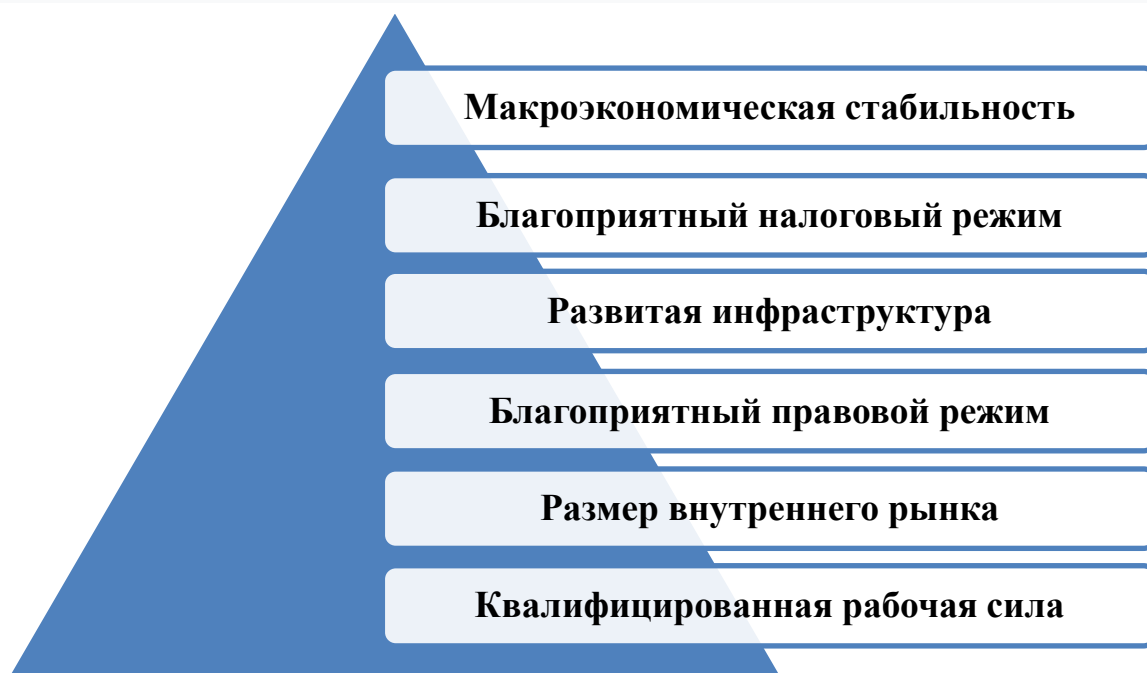 Макроэкономическая стабильность
Благоприятный налоговый режим
Развитая инфраструктура
Благоприятный правовой режим
Размер внутреннего рынка
Квалифицированная рабочая сила